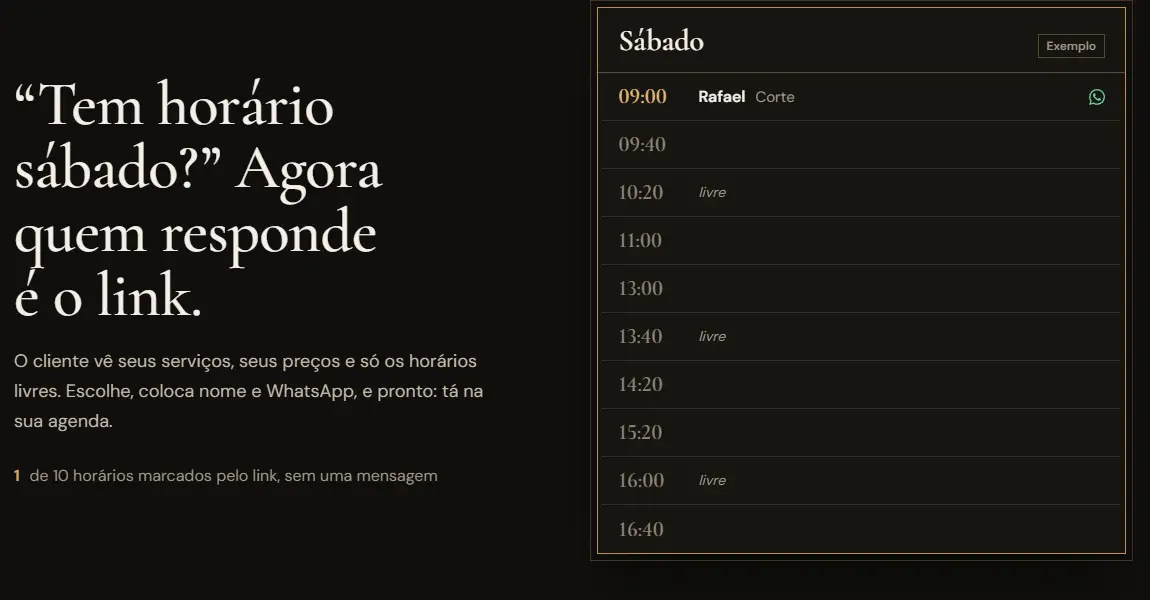 “Tem horário
sábado?” Agora
quem responde
é o link.
O cliente vê seus serviços, seus preços e só os horários
livres. Escolhe, coloca nome e WhatsApp, e pronto: tá na
sua agenda.
1 de 10 horários marcados pelo link, sem uma mensagem
Sábado
Exemplo
09:00 Rafael Corte
09:40
10:20 livre
11:00
13:00
13:40 livre
14:20
15:20
16:00 livre
16:40